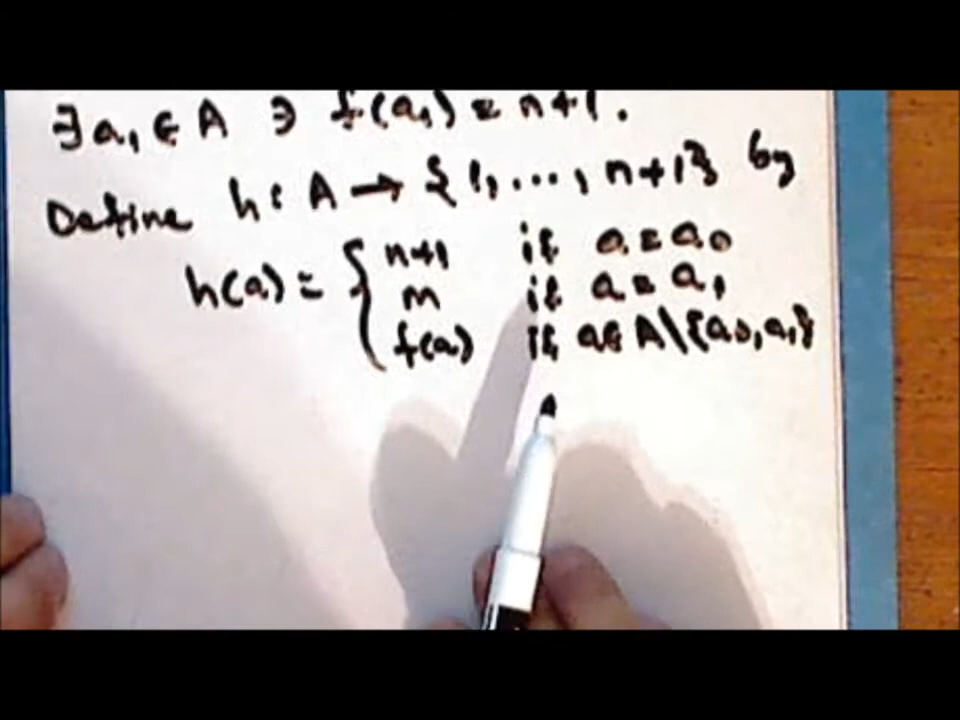 ∃ a₁ ∈ A ∋ f(a₁) = n+1.
Define h : A → {1, ..., n+1} by
h(a) = { n+1 if a = a₀
m if a = a₁
f(a) if a ∈ A \ {a₀, a₁}